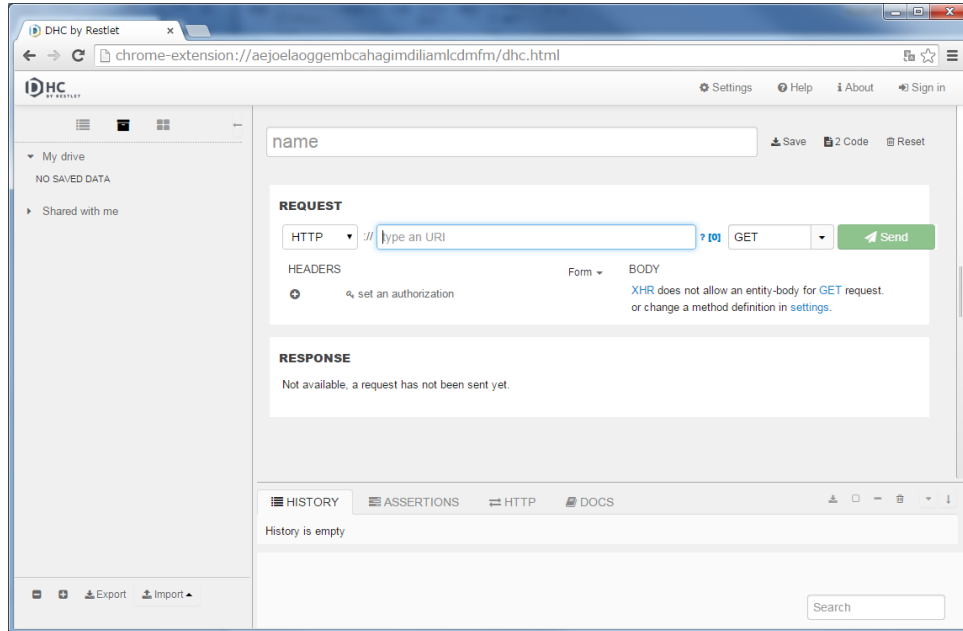 DHC by Restlet
chrome-extension://aejoelaoggembcahagimdiliamlcdmfm/dhc.html
DHC
BY RESTLET
Settings
Help
About
Sign in
My drive
NO SAVED DATA
Shared with me
name
Save
2 Code
Reset
REQUEST
HTTP
://
type an URI
? [0]
GET
Send
HEADERS
Form
BODY
set an authorization
XHR does not allow an entity-body for GET request.
or change a method definition in settings.
RESPONSE
Not available, a request has not been sent yet.
HISTORY
ASSERTIONS
HTTP
DOCS
History is empty
Export
Import
Search